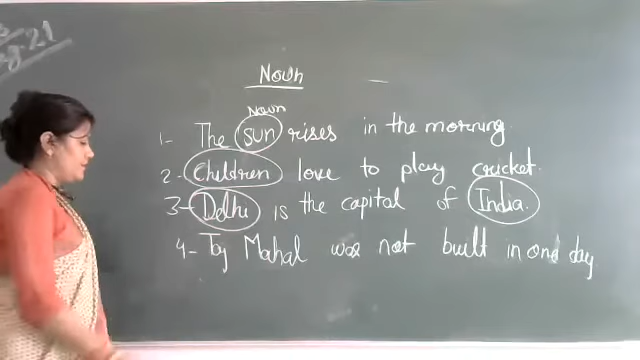 Noun
Noun
1- The sun rises in the morning.
2- Children love to play cricket.
3- Delhi is the capital of India.
4- Taj Mahal was not built in one day